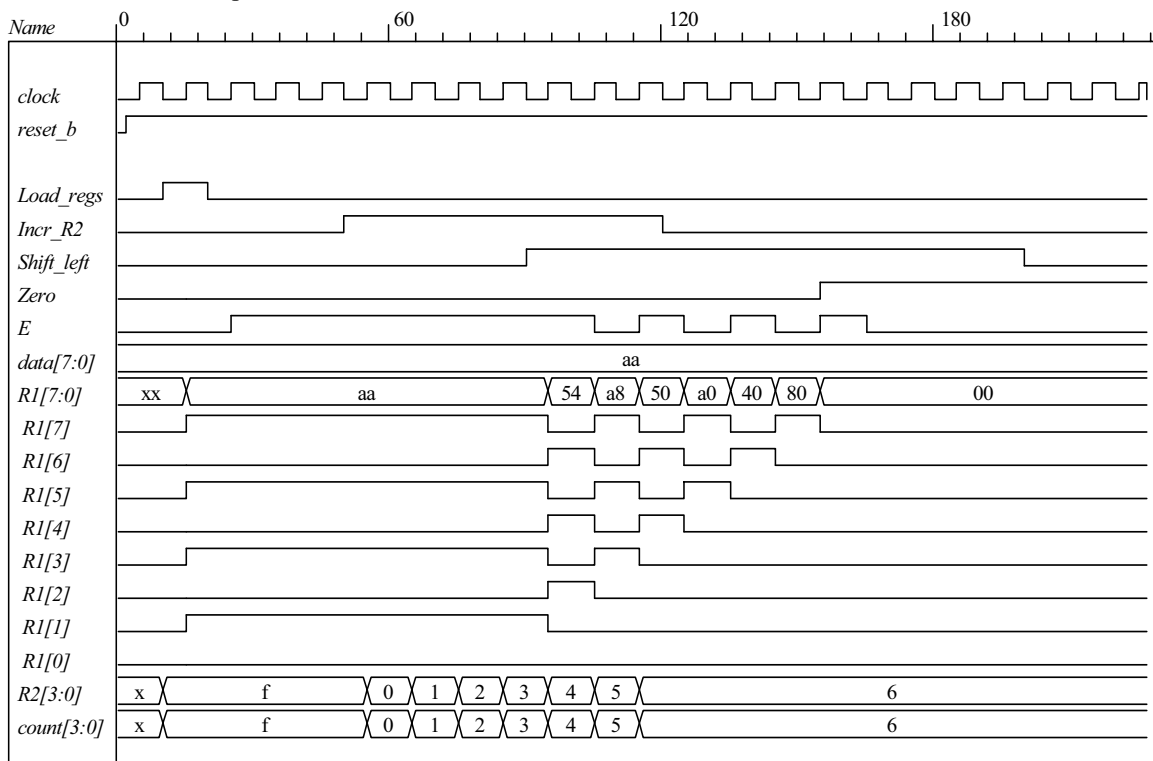 Name 0 60 120 180
clock
reset_b
Load_regs
Incr_R2
Shift_left
Zero
E
data[7:0] aa
R1[7:0] xx aa 54 a8 50 a0 40 80 00
R1[7]
R1[6]
R1[5]
R1[4]
R1[3]
R1[2]
R1[1]
R1[0]
R2[3:0] x f 0 1 2 3 4 5 6
count[3:0] x f 0 1 2 3 4 5 6